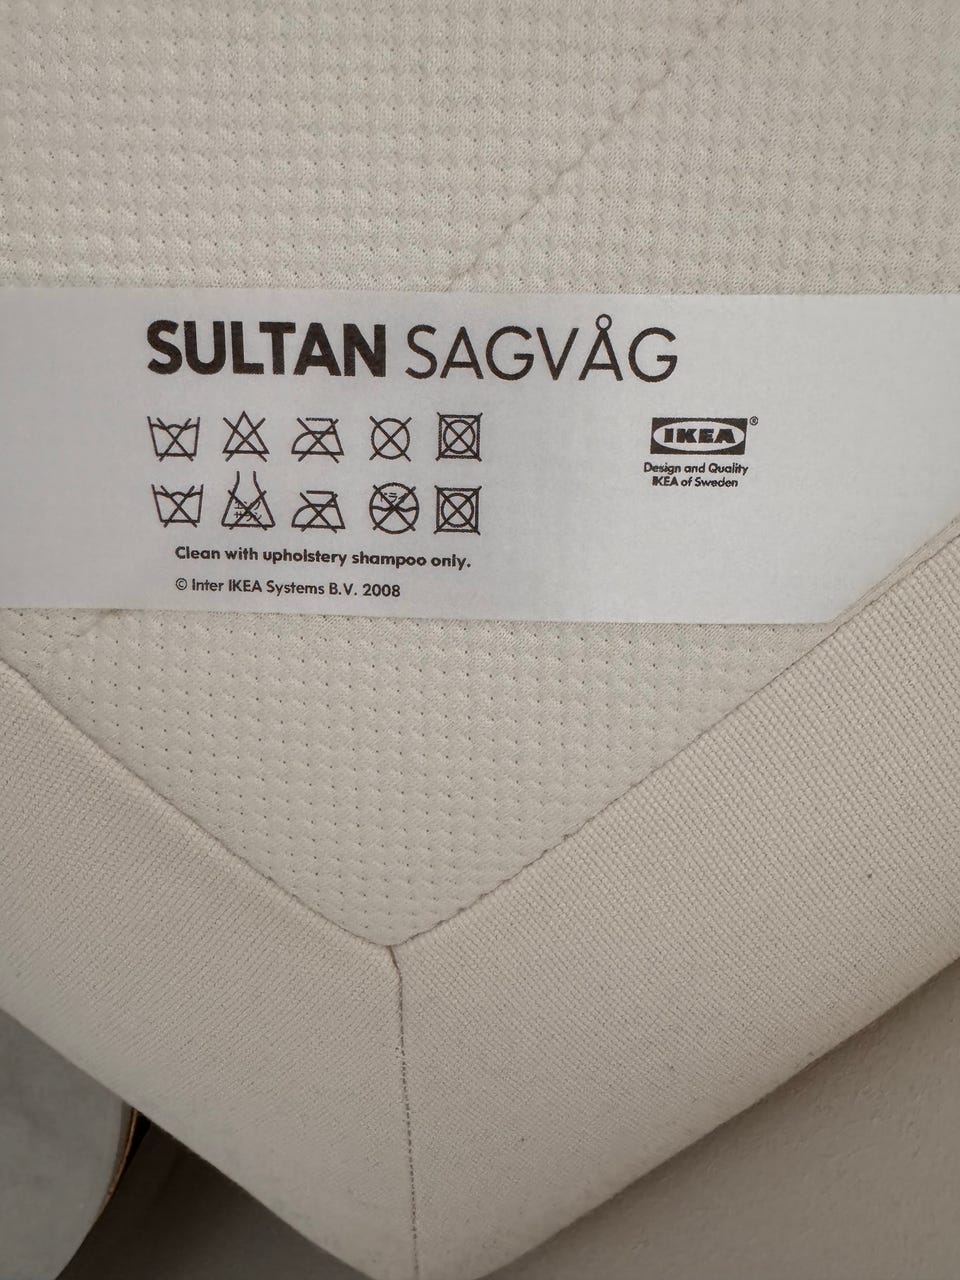 SULTAN SAGVÅG
IKEA®
Design and Quality
IKEA of Sweden
Clean with upholstery shampoo only.
© Inter IKEA Systems B.V. 2008